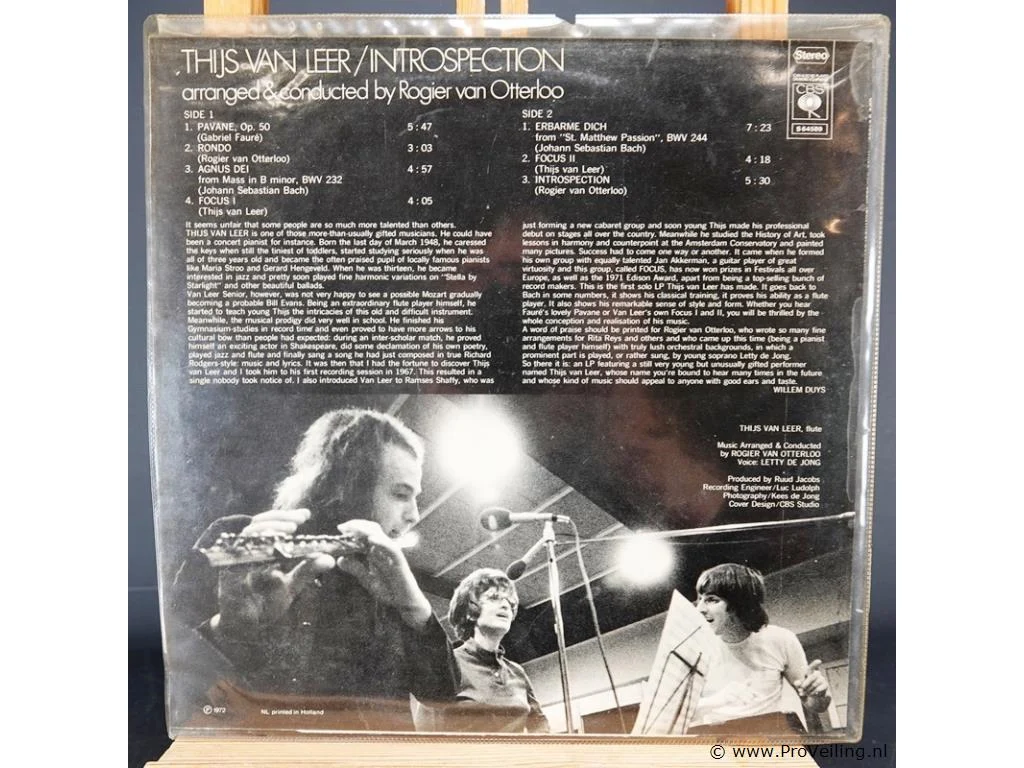 THIJS VAN LEER/INTROSPECTION
arranged & conducted by Rogier van Otterloo
Stereo
CBS
S 64589
SIDE 1
1. PAVANE, Op. 50 5:47
(Gabriel Fauré)
2. RONDO 3:03
(Rogier van Otterloo)
3. AGNUS DEI 4:57
from Mass in B minor, BWV 232
(Johann Sebastian Bach)
4. FOCUS I 4:05
(Thijs van Leer)
SIDE 2
1. ERBARME DICH 7:23
from "St. Matthew Passion", BWV 244
(Johann Sebastian Bach)
2. FOCUS II 4:18
(Thijs van Leer)
3. INTROSPECTION 5:30
(Rogier van Otterloo)
It seems unfair that some people are so much more talented than others.
THIJS VAN LEER is one of those more-than-usually gifted musicians. He could have
been a concert pianist for instance. Born the last day of March 1948, he caressed
the keys when still the tiniest of toddlers, started studying seriously when he was
all of three years old and became the often praised pupil of locally famous pianists
like Maria Stroo and Gerard Hengeveld. When he was thirteen, he became
interested in jazz and pretty soon played fine harmonic variations on "Stella by
Starlight" and other beautiful ballads.
Van Leer Senior, however, was not very happy to see a possible Mozart gradually
becoming a probable Bill Evans. Being an extraordinary flute player himself, he
started to teach young Thijs the intricacies of this old and difficult instrument.
Meanwhile, the musical prodigy did very well in school. He finished his
Gymnasium-studies in record time and even proved to have more arrows to his
cultural bow than people had expected: during an inter-scholar match, he proved
himself an exciting actor in Shakespeare, did some declamation of his own poetry,
played jazz and flute and finally sang a song he had just composed in true Richard
Rodgers-style: music and lyrics. It was then that I had the fortune to discover Thijs
van Leer and I took him to his first recording session in 1967. This resulted in a
single nobody took notice of. I also introduced Van Leer to Ramses Shaffy, who was
just forming a new cabaret group and soon young Thijs made his professional
debut on stages all over the country. Meanwhile he studied the History of Art, took
lessons in harmony and counterpoint at the Amsterdam Conservatory and painted
many pictures. Success had to come one way or another. It came when he formed
his own group with equally talented Jan Akkerman, a guitar player of great
virtuosity and this group, called FOCUS, has now won prizes in Festivals all over
Europe, as well as the 1971 Edison Award, apart from being a top-selling bunch of
record makers. This is the first solo LP Thijs van Leer has made. It goes back to
Bach in some numbers, it shows his classical training, it proves his ability as a flute
player. It also shows his remarkable sense of style and form. Whether you hear
Fauré's lovely Pavane or Van Leer's own Focus I and II, you will be thrilled by the
whole conception and realisation of his music.
A word of praise should be printed for Rogier van Otterloo, who wrote so many fine
arrangements for Rita Reys and others and who came up this time (being a pianist
and flute player himself) with truly lush orchestral backgrounds, in which a
prominent part is played, or rather sung, by young soprano Letty de Jong.
So there it is: an LP featuring a still very young but unusually gifted performer
named Thijs van Leer, whose name you're bound to hear many times in the future
and whose kind of music should appeal to anyone with good ears and taste.
WILLEM DUYS
THIJS VAN LEER, flute
Music Arranged & Conducted
by ROGIER VAN OTTERLOO
Voice: LETTY DE JONG
Produced by Ruud Jacobs
Recording Engineer/Luc Ludolph
Photography/Kees de Jong
Cover Design/CBS Studio
℗ 1972 NL printed in Holland
© www.ProVeiling.nl